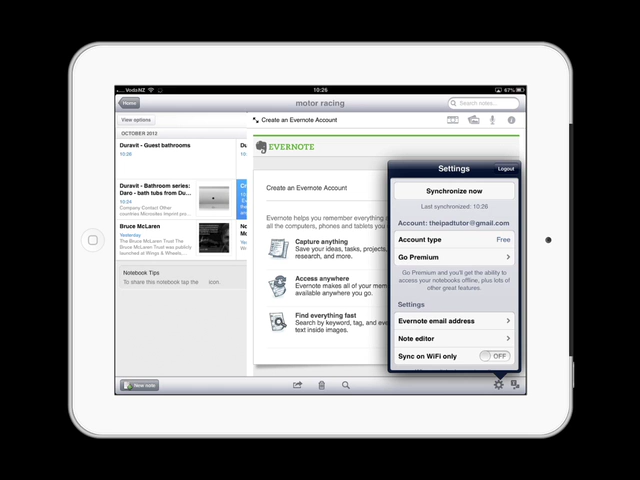 VodaNZ
10:26
67%
Home
motor racing
Search notes...
View options
Create an Evernote Account
OCTOBER 2012
Duravit - Guest bathrooms
10:26
Duravit - Bathroom series:
Daro - bath tubs from Du...
10:24
Company Contact Other
countries Microsites Imprint pro...
Bruce McLaren
Yesterday
The Bruce McLaren Trust The
Bruce McLaren Trust was publicly
launched at Wings & Wheels...
Notebook Tips
To share this notebook tap the icon.
EVERNOTE
Create an Evernote Account
Evernote helps you remember everything
all the computers, phones and tablets you
Capture anything
Save your ideas, tasks, projects,
research, and more.
Access anywhere
Evernote makes all of your mem
available anywhere you go.
Find everything fast
Search by keyword, tag, and ev
text inside images.
Settings
Logout
Synchronize now
Last synchronized: 10:26
Account: theipadtutor@gmail.com
Account type Free
Go Premium
Go Premium and you'll get the ability to
access your notebooks offline, plus lots of
other great features.
Settings
Evernote email address
Note editor
Sync on WiFi only OFF
New note